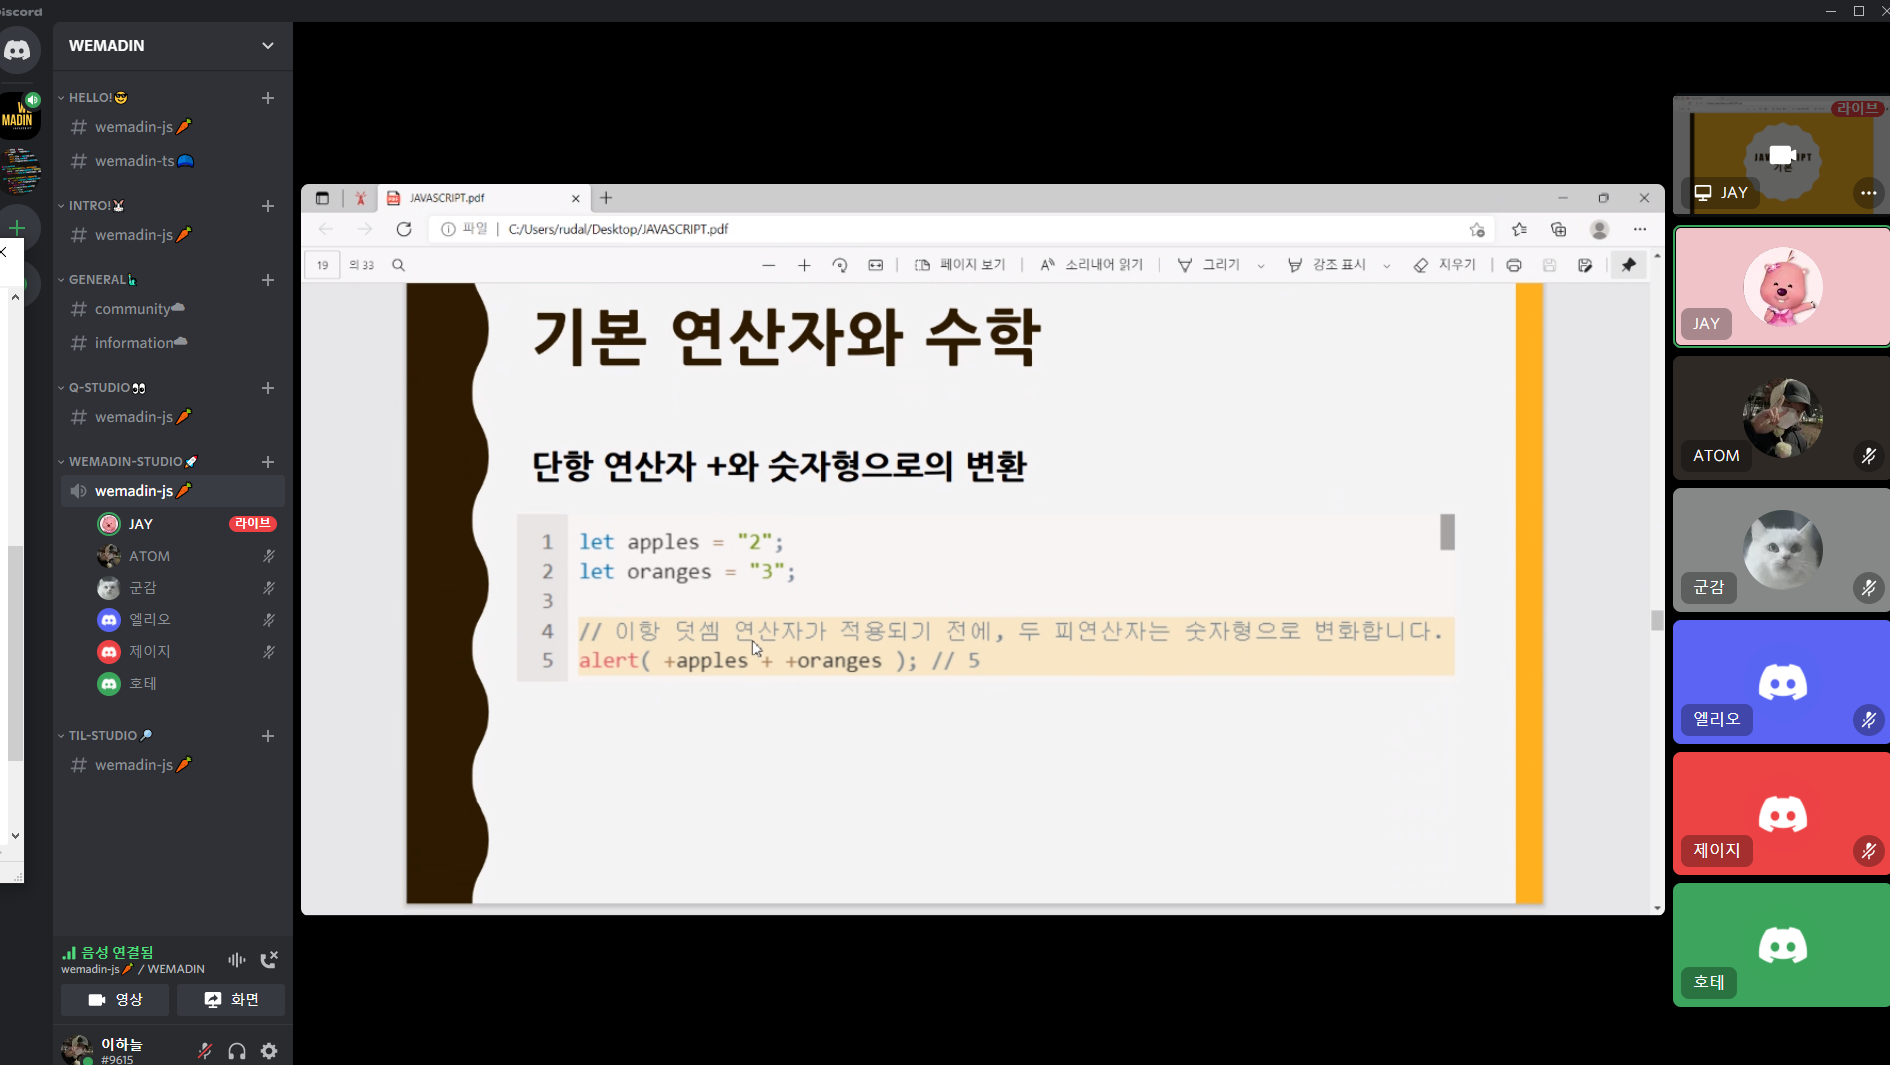 WEMADIN
HELLO!😎
wemadin-js🥕
wemadin-ts🧢
INTRO!🐰
wemadin-js🥕
GENERAL🗽
community☁
information☁
Q-STUDIO👀
wemadin-js🥕
WEMADIN-STUDIO🚀
wemadin-js🥕
JAY
라이브
ATOM
군감
엘리오
제이지
호테
TIL-STUDIO🔎
wemadin-js🥕
음성 연결됨
wemadin-js🥕 / WEMADIN
영상
화면
이하늘
#9615
JAVASCRIPT.pdf
파일 | C:/Users/rudal/Desktop/JAVASCRIPT.pdf
19 의 33
페이지 보기
소리내어 읽기
그리기
강조 표시
지우기
기본 연산자와 수학
단항 연산자 +와 숫자형으로의 변환
1 let apples = "2";
2 let oranges = "3";
3
4 // 이항 덧셈 연산자가 적용되기 전에, 두 피연산자는 숫자형으로 변화합니다.
5 alert( +apples + +oranges ); // 5
라이브
기본
JAY
JAY
ATOM
군감
엘리오
제이지
호테